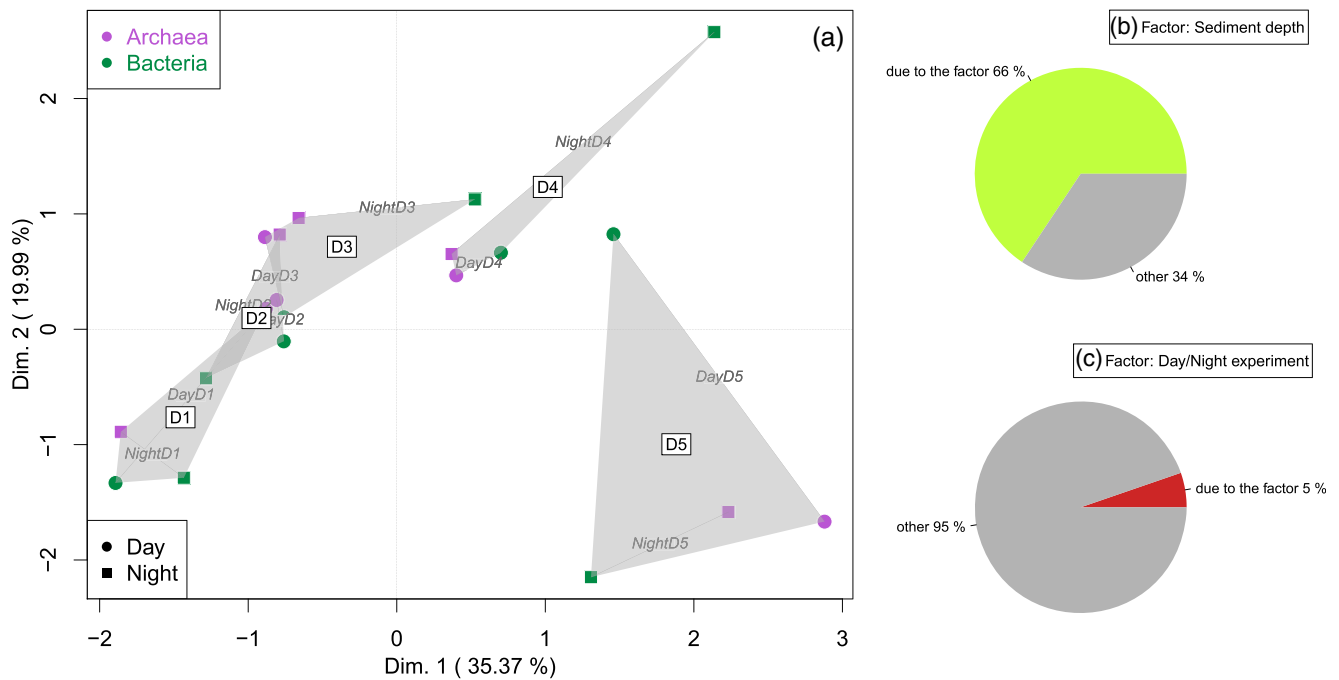 Archaea
Bacteria
(a)
NightD4
D4
NightD3
D3
DayD4
DayD3
D2
DayD1
D1
NightD1
DayD5
D5
NightD5
Day
Night
2
1
0
−1
−2
Dim. 2 ( 19.99 %)
−2 −1 0 1 2 3
Dim. 1 ( 35.37 %)
(b) Factor: Sediment depth
due to the factor 66 %
other 34 %
(c) Factor: Day/Night experiment
due to the factor 5 %
other 95 %